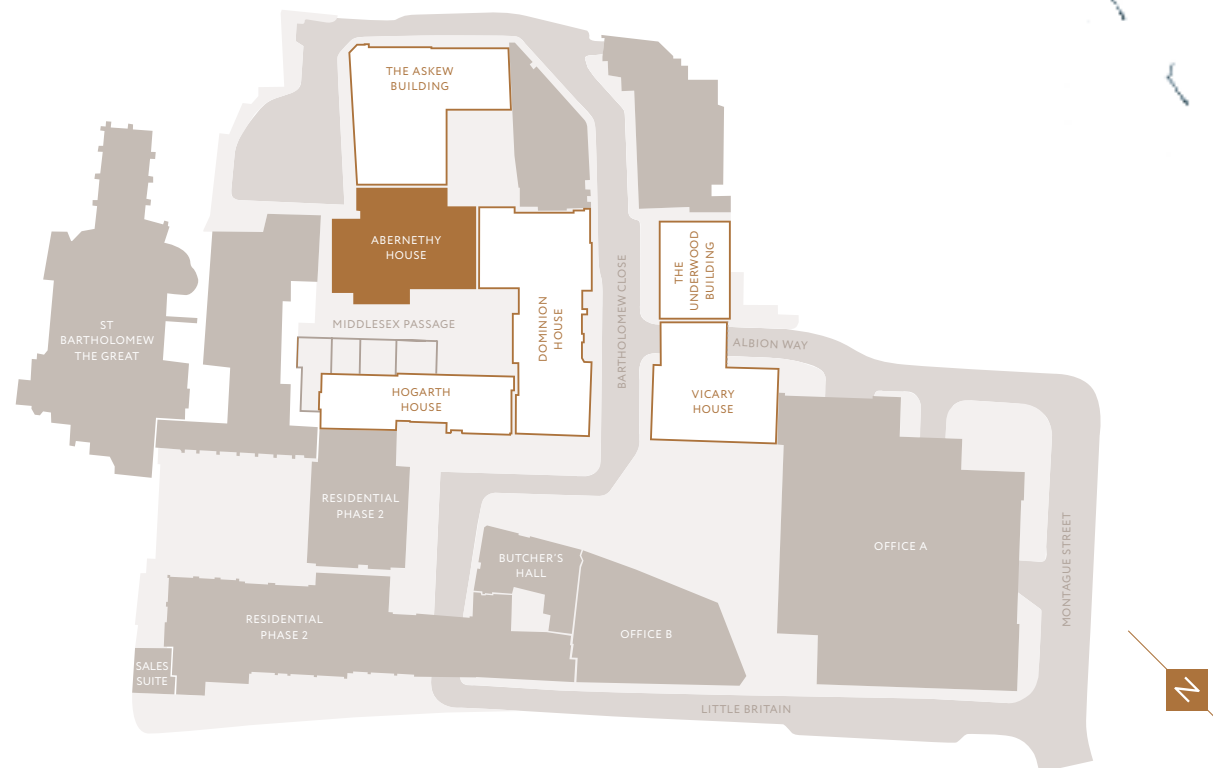 THE ASKEW
BUILDING
ABERNETHY
HOUSE
THE
UNDERWOOD
BUILDING
ST
BARTHOLOMEW
THE GREAT
MIDDLESEX PASSAGE
DOMINION
HOUSE
BARTHOLOMEW CLOSE
ALBION WAY
HOGARTH
HOUSE
VICARY
HOUSE
RESIDENTIAL
PHASE 2
BUTCHER'S
HALL
OFFICE A
MONTAGUE STREET
RESIDENTIAL
PHASE 2
OFFICE B
SALES
SUITE
LITTLE BRITAIN
N